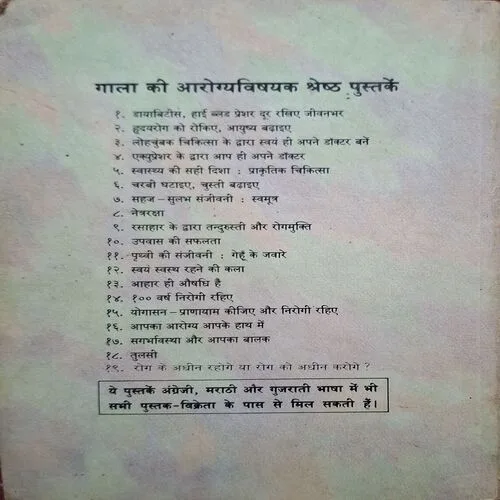 गाला की आरोग्यविषयक श्रेष्ठ पुस्तकें
१. डायाबिटीस, हाई ब्लड प्रेशर दूर रखिए जीवनभर
२. हृदयरोग को रोकिए, आयुष्य बढ़ाइए
३. लोहचुंबक चिकित्सा के द्वारा स्वयं ही अपने डॉक्टर बनें
४. एक्युप्रेशर के द्वारा आप ही अपने डॉक्टर
५. स्वास्थ्य की सही दिशा : प्राकृतिक चिकित्सा
६. चरबी घटाइए, चुस्ती बढ़ाइए
७. सहज-सुलभ संजीवनी : स्वमूत्र
८. नेत्ररक्षा
९. रसाहार के द्वारा तन्दुरुस्ती और रोगमुक्ति
१०. उपवास की सफलता
११. पृथ्वी की संजीवनी : गेहूँ के जवारे
१२. स्वयं स्वस्थ रहने की कला
१३. आहार ही औषधि है
१४. १०० वर्ष निरोगी रहिए
१५. योगासन-प्राणायाम कीजिए और निरोगी रहिए
१६. आपका आरोग्य आपके हाथ में
१७. सगर्भावस्था और आपका बालक
१८. तुलसी
१९. रोग के अधीन रहोगे या रोग को अधीन करोगे ?
ये पुस्तकें अंग्रेजी, मराठी और गुजराती भाषा में भी
सभी पुस्तक-विक्रेता के पास से मिल सकती हैं।